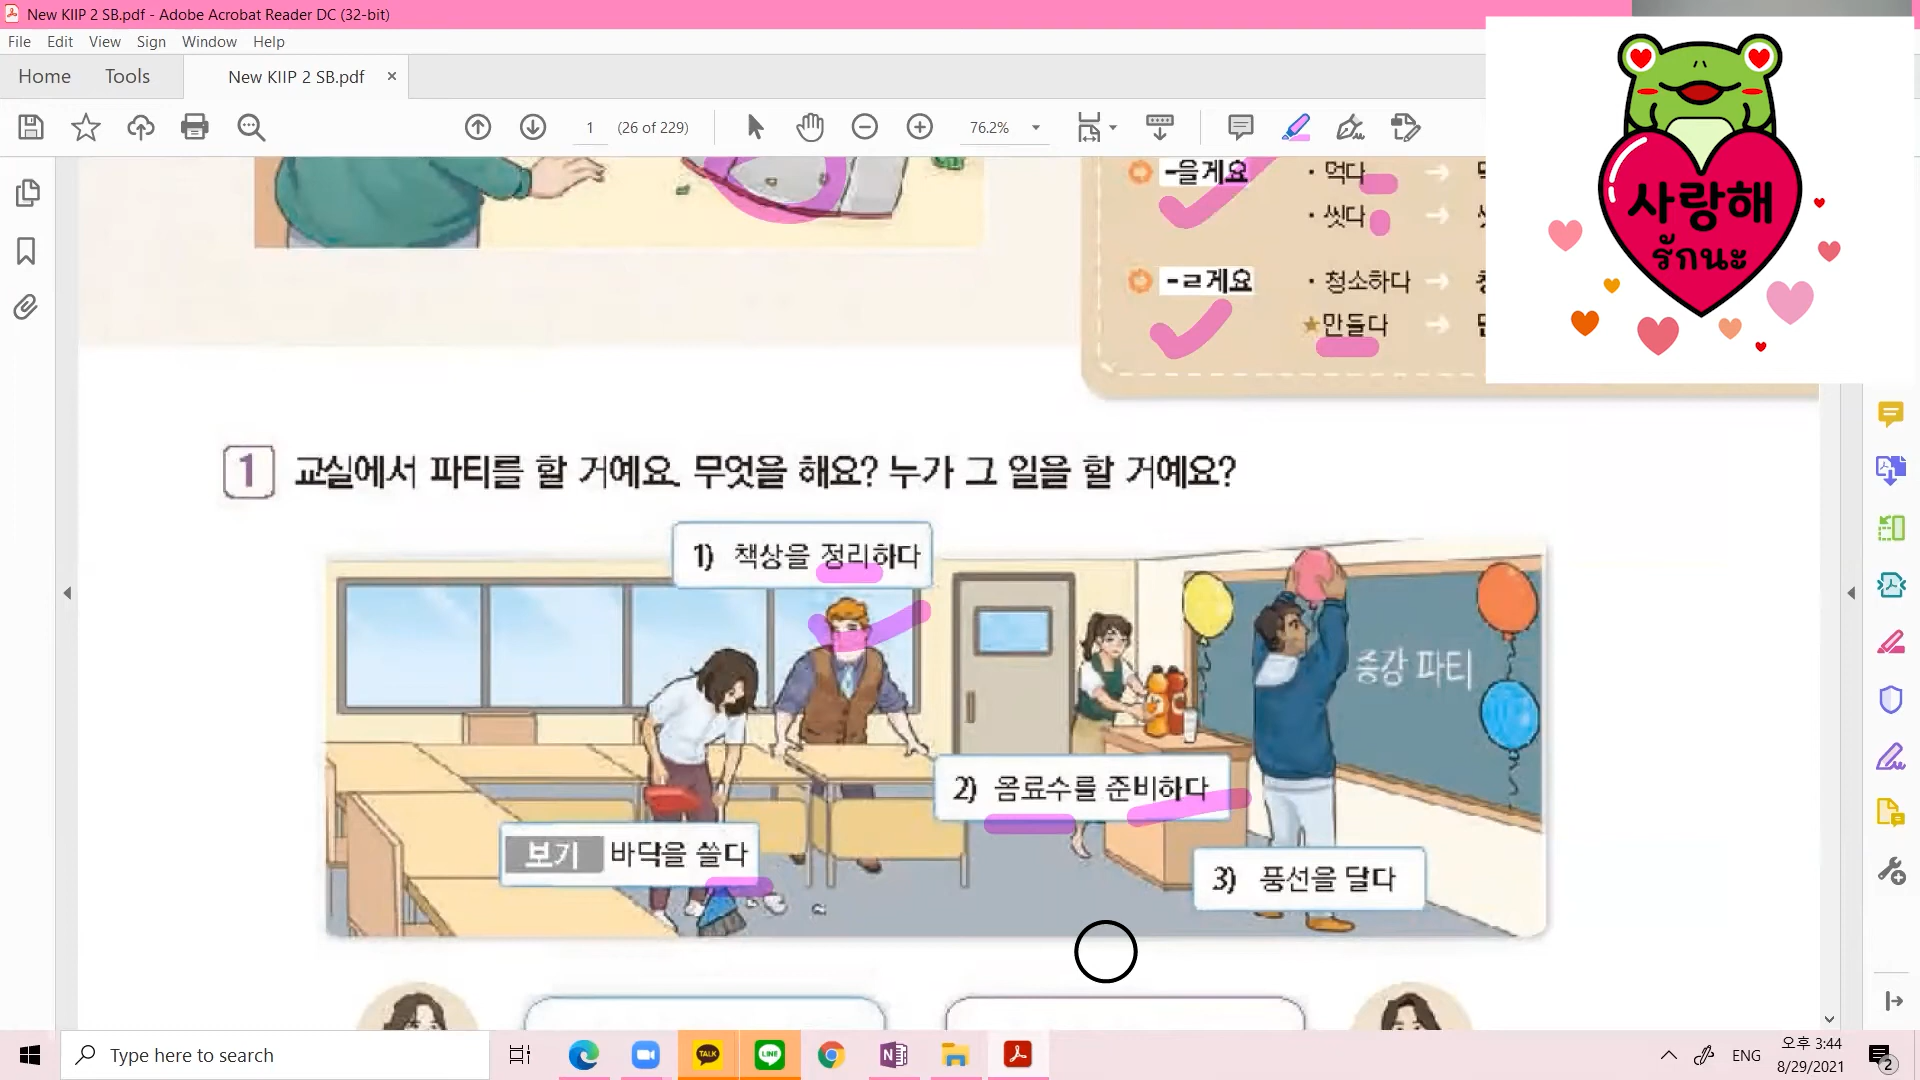 New KIIP 2 SB.pdf - Adobe Acrobat Reader DC (32-bit)
File Edit View Sign Window Help
Home Tools New KIIP 2 SB.pdf ×
1 (26 of 229) 76.2%
-을게요 · 먹다 →
· 씻다 →
-ㄹ게요 · 청소하다 →
★만들다 →
사랑해
รักนะ
1 교실에서 파티를 할 거예요. 무엇을 해요? 누가 그 일을 할 거예요?
1) 책상을 정리하다
종강 파티
2) 음료수를 준비하다
보기 바닥을 쓸다
3) 풍선을 달다
Type here to search
TALK
LINE
ENG
오후 3:44
8/29/2021
2